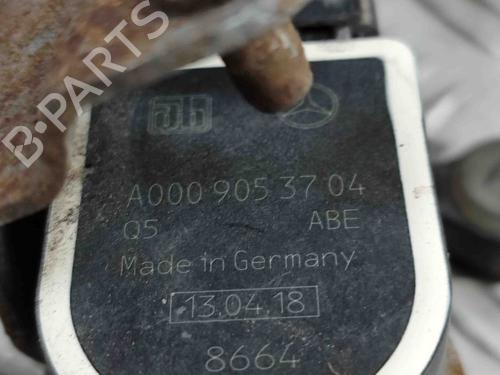 B-PARTS
A000 905 37 04
Q5 ABE
Made in Germany
13.04.18
8664